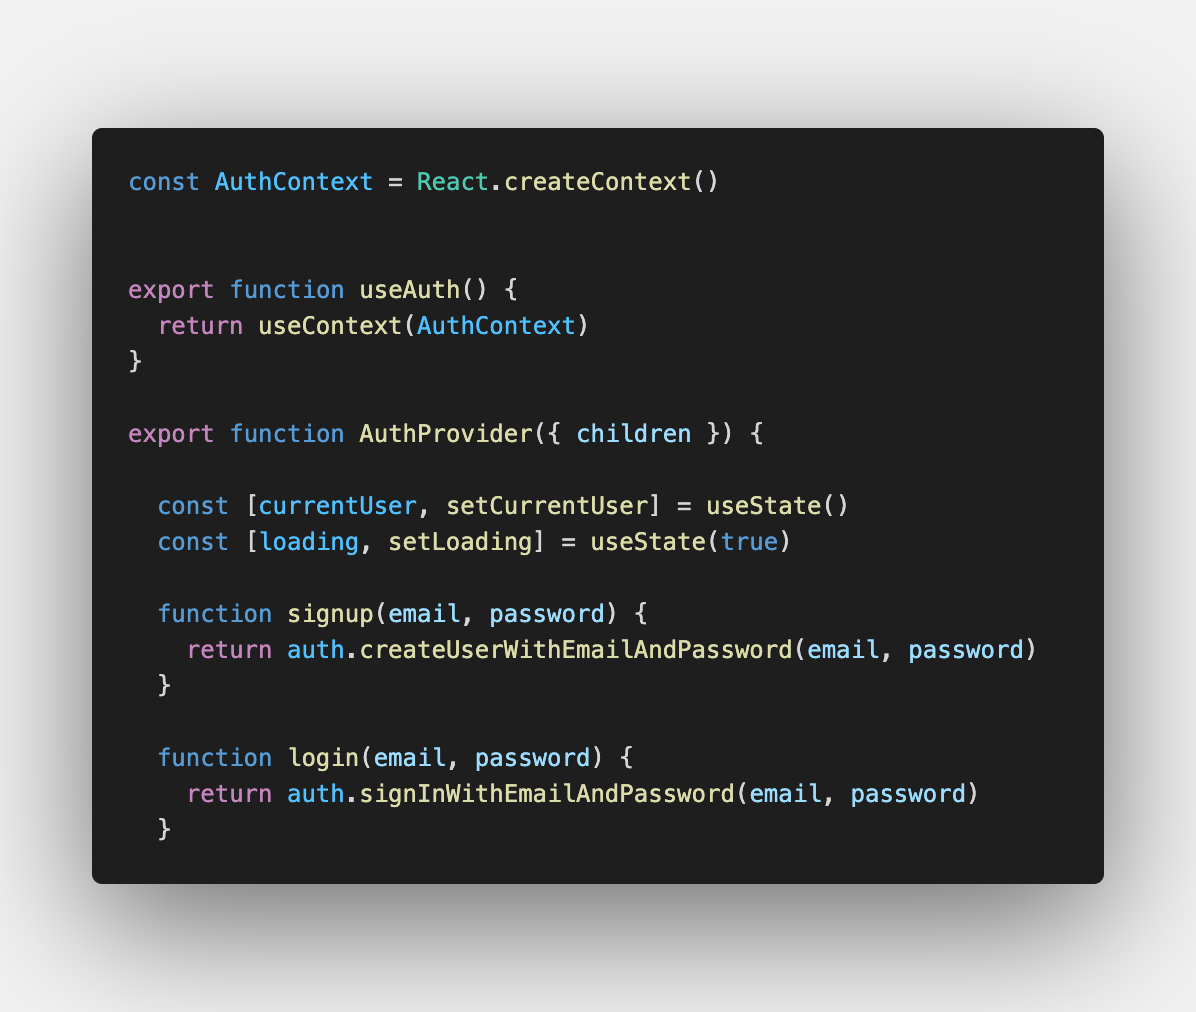 const AuthContext = React.createContext()
export function useAuth() {
  return useContext(AuthContext)
}
export function AuthProvider({ children }) {
  const [currentUser, setCurrentUser] = useState()
  const [loading, setLoading] = useState(true)
  function signup(email, password) {
    return auth.createUserWithEmailAndPassword(email, password)
  }
  function login(email, password) {
    return auth.signInWithEmailAndPassword(email, password)
  }